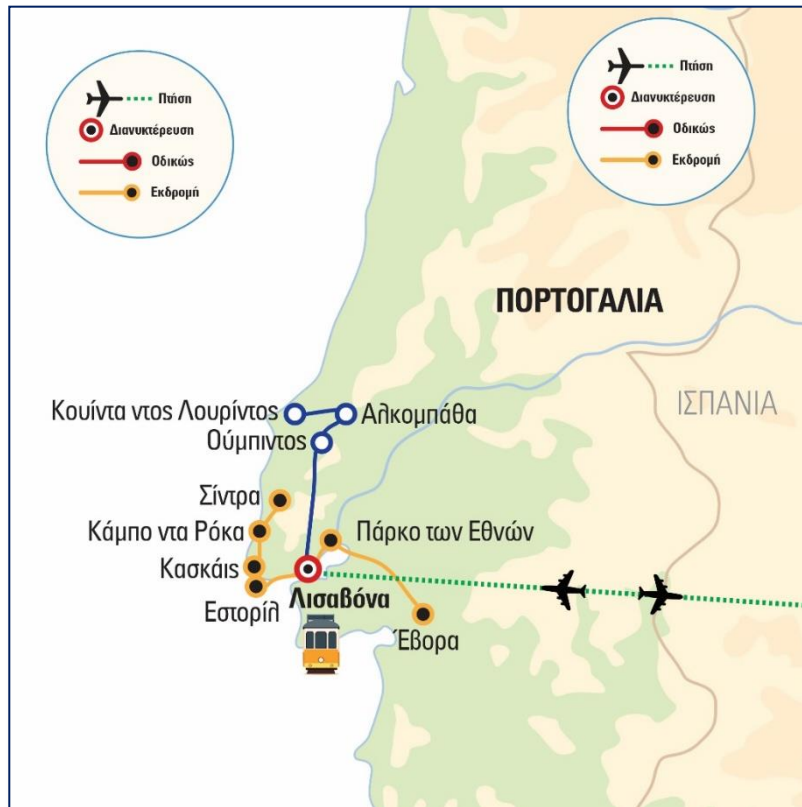 Πτήση
Διανυκτέρευση
Οδικώς
Εκδρομή
Πτήση
Διανυκτέρευση
Οδικώς
Εκδρομή
ΠΟΡΤΟΓΑΛΙΑ
ΙΣΠΑΝΙΑ
Κουίντα ντος Λουρίντος
Αλκομπάθα
Ούμπιντος
Σίντρα
Κάμπο ντα Ρόκα
Πάρκο των Εθνών
Κασκάις
Εστορίλ
Λισαβόνα
Έβορα